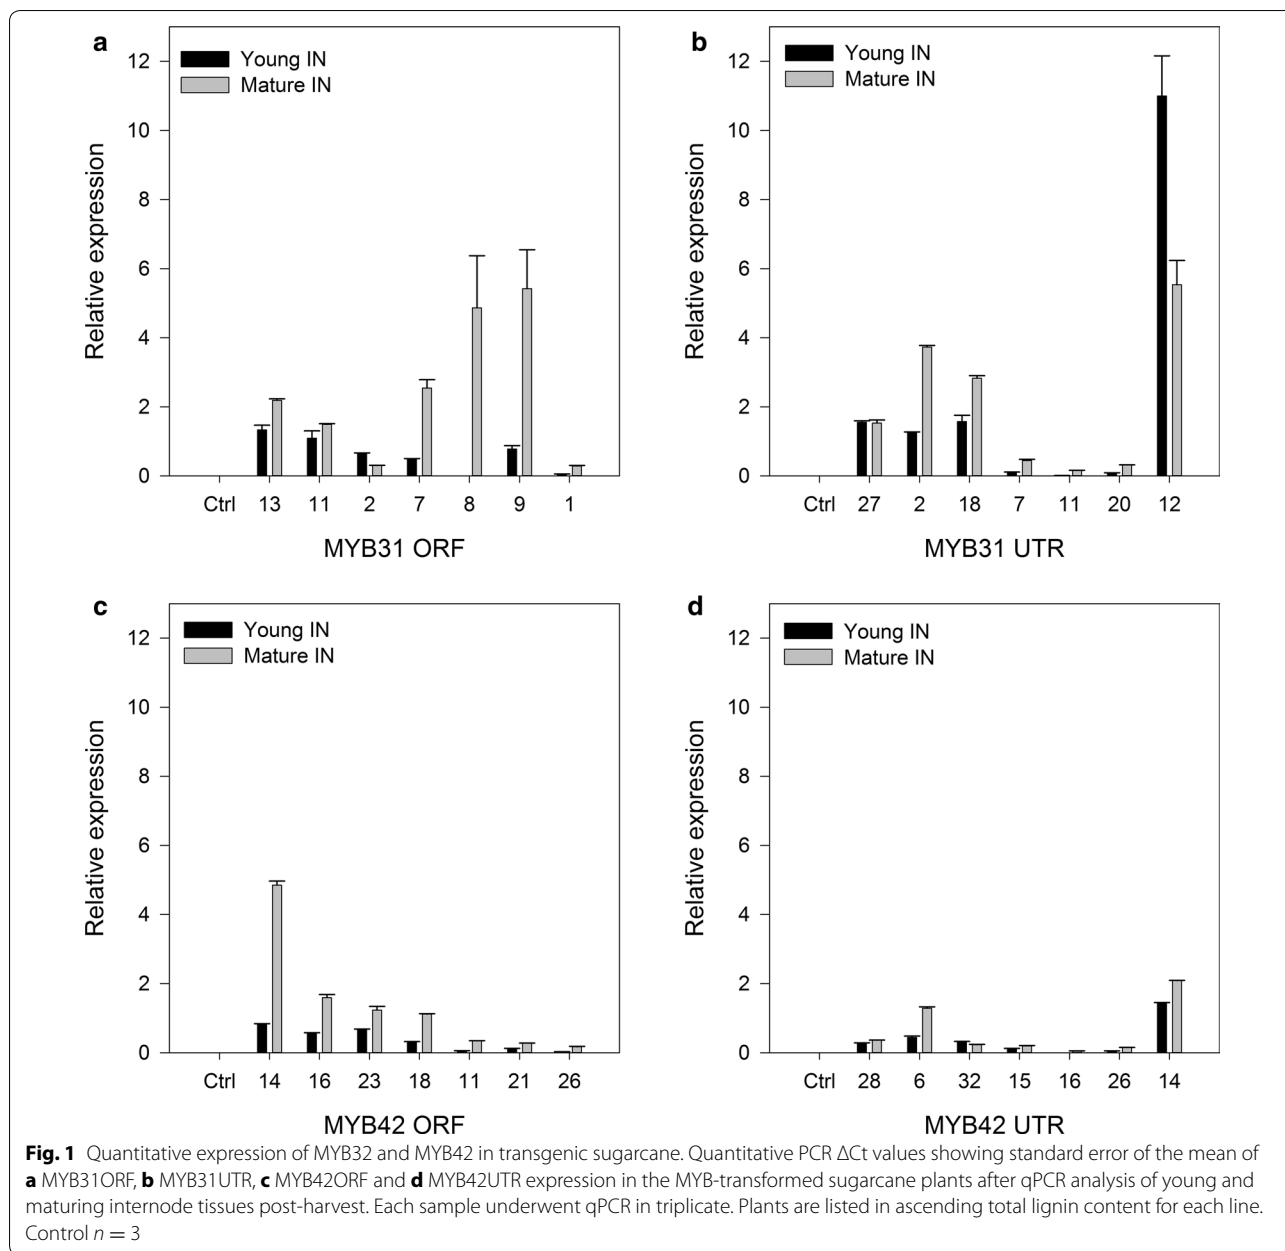 a
Young IN
Mature IN
12
10
8
6
4
2
0
Relative expression
Ctrl 13 11 2 7 8 9 1
MYB31 ORF
b
Young IN
Mature IN
12
10
8
6
4
2
0
Relative expression
Ctrl 27 2 18 7 11 20 12
MYB31 UTR
c
Young IN
Mature IN
12
10
8
6
4
2
0
Relative expression
Ctrl 14 16 23 18 11 21 26
MYB42 ORF
d
Young IN
Mature IN
12
10
8
6
4
2
0
Relative expression
Ctrl 28 6 32 15 16 26 14
MYB42 UTR
Fig. 1 Quantitative expression of MYB32 and MYB42 in transgenic sugarcane. Quantitative PCR ΔCt values showing standard error of the mean of
a MYB31ORF, b MYB31UTR, c MYB42ORF and d MYB42UTR expression in the MYB-transformed sugarcane plants after qPCR analysis of young and
maturing internode tissues post-harvest. Each sample underwent qPCR in triplicate. Plants are listed in ascending total lignin content for each line.
Control n = 3